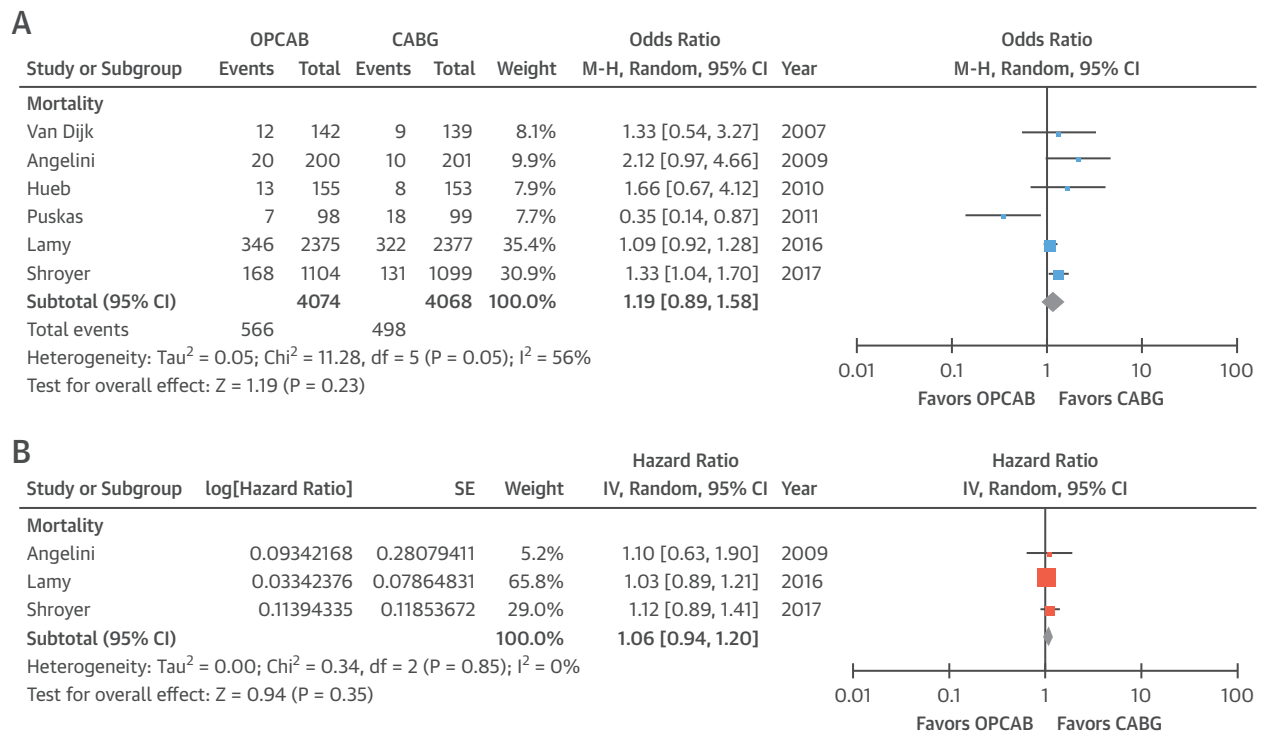 A
OPCAB CABG Odds Ratio Odds Ratio
Study or Subgroup Events Total Events Total Weight M-H, Random, 95% CI Year M-H, Random, 95% CI
Mortality
Van Dijk 12 142 9 139 8.1% 1.33 [0.54, 3.27] 2007
Angelini 20 200 10 201 9.9% 2.12 [0.97, 4.66] 2009
Hueb 13 155 8 153 7.9% 1.66 [0.67, 4.12] 2010
Puskas 7 98 18 99 7.7% 0.35 [0.14, 0.87] 2011
Lamy 346 2375 322 2377 35.4% 1.09 [0.92, 1.28] 2016
Shroyer 168 1104 131 1099 30.9% 1.33 [1.04, 1.70] 2017
Subtotal (95% CI) 4074 4068 100.0% 1.19 [0.89, 1.58]
Total events 566 498
Heterogeneity: Tau² = 0.05; Chi² = 11.28, df = 5 (P = 0.05); I² = 56%
Test for overall effect: Z = 1.19 (P = 0.23)
0.01 0.1 1 10 100
Favors OPCAB Favors CABG
B
Hazard Ratio Hazard Ratio
Study or Subgroup log[Hazard Ratio] SE Weight IV, Random, 95% CI Year IV, Random, 95% CI
Mortality
Angelini 0.09342168 0.28079411 5.2% 1.10 [0.63, 1.90] 2009
Lamy 0.03342376 0.07864831 65.8% 1.03 [0.89, 1.21] 2016
Shroyer 0.11394335 0.11853672 29.0% 1.12 [0.89, 1.41] 2017
Subtotal (95% CI) 100.0% 1.06 [0.94, 1.20]
Heterogeneity: Tau² = 0.00; Chi² = 0.34, df = 2 (P = 0.85); I² = 0%
Test for overall effect: Z = 0.94 (P = 0.35)
0.01 0.1 1 10 100
Favors OPCAB Favors CABG